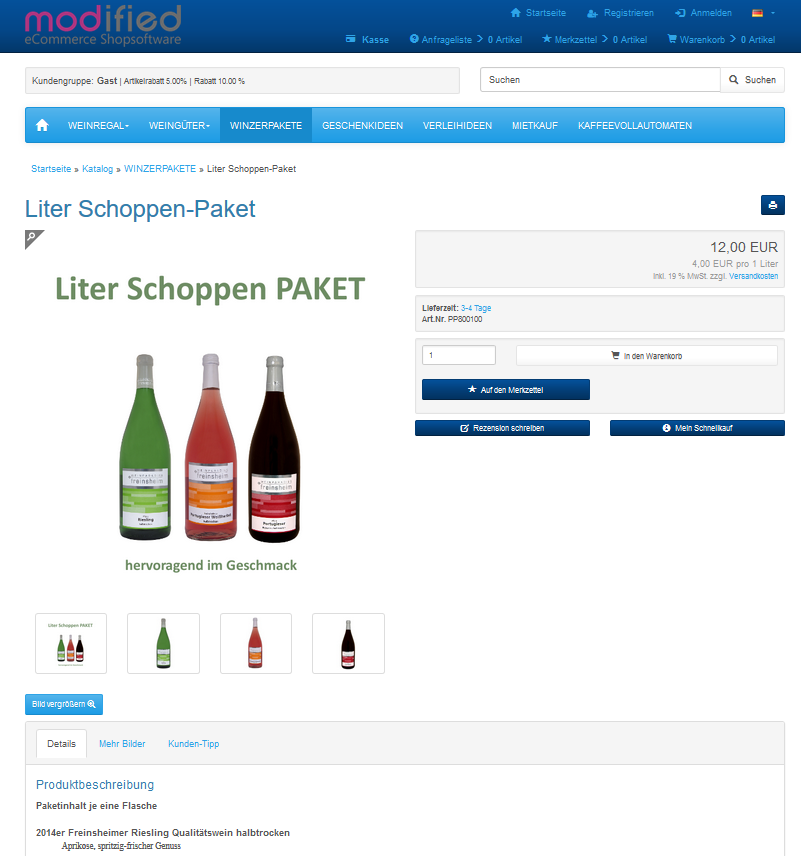 modified
eCommerce Shopsoftware
Startseite Registrieren Anmelden
Kasse Anfrageliste 0 Artikel Merkzettel 0 Artikel Warenkorb 0 Artikel
Kundengruppe: Gast | Artikelrabatt 5.00% | Rabatt 10.00 %
Suchen Suchen
WEINREGAL WEINGÜTER WINZERPAKETE GESCHENKIDEEN VERLEIHIDEEN MIETKAUF KAFFEEVOLLAUTOMATEN
Startseite » Katalog » WINZERPAKETE » Liter Schoppen-Paket
Liter Schoppen-Paket
12,00 EUR
4,00 EUR pro 1 Liter
inkl. 19 % MwSt. zzgl. Versandkosten
Liter Schoppen PAKET
Lieferzeit: 3-4 Tage
Art.Nr. PP800100
1 In den Warenkorb
Auf den Merkzettel
Rezension schreiben Mein Schnellkauf
freinsheim freinsheim freinsheim
Riesling Portugieser Weißherbst Portugieser
hervoragend im Geschmack
Liter Schoppen PAKET
Bild vergrößern
Details Mehr Bilder Kunden-Tipp
Produktbeschreibung
Paketinhalt je eine Flasche
2014er Freinsheimer Riesling Qualitätswein halbtrocken
Aprikose, spritzig-frischer Genuss